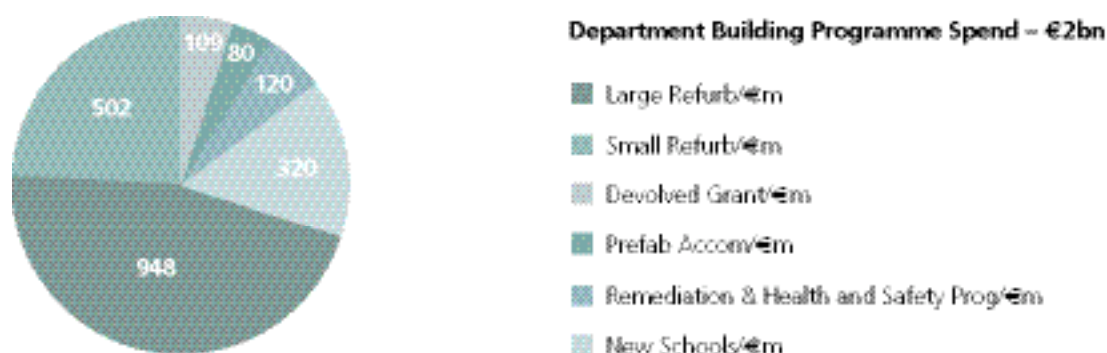 109
80
120
502
320
948
Department Building Programme Spend – €2bn
Large Refurb/€m
Small Refurb/€m
Devolved Grant/€m
Prefab Accom/€m
Remediation & Health and Safety Prog/€m
New Schools/€m